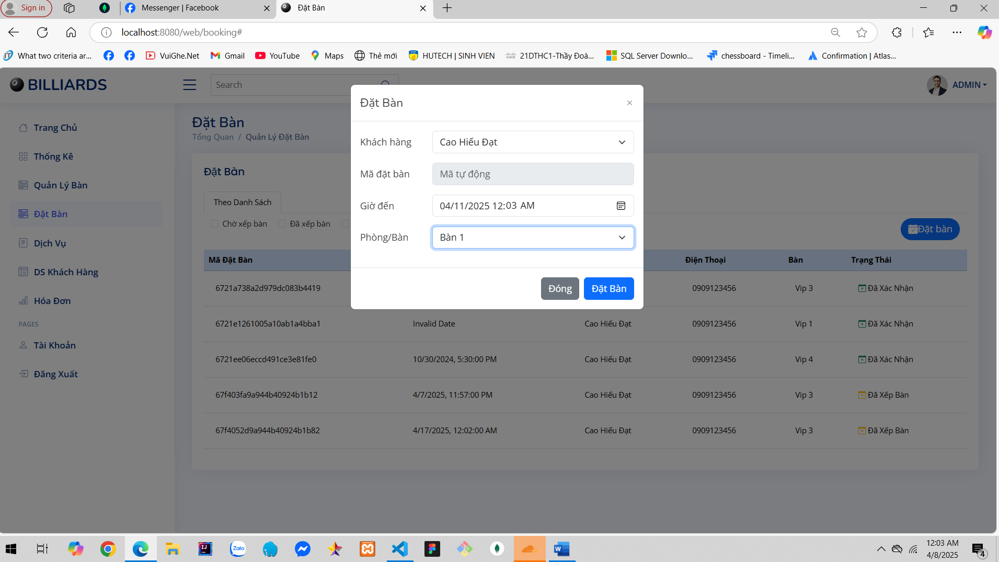 Sign in
Messenger | Facebook
Đặt Bàn
localhost:8080/web/booking#
What two criteria ar...
VuiGhe.Net
Gmail
YouTube
Maps
Thẻ mới
HUTECH | SINH VIEN
21DTHC1-Thầy Đoà...
SQL Server Downlo...
chessboard - Timeli...
Confirmation | Atlas...
BILLIARDS
Search
ADMIN
Trang Chủ
Thống Kê
Quản Lý Bàn
Đặt Bàn
Dịch Vụ
DS Khách Hàng
Hóa Đơn
PAGES
Tài Khoản
Đăng Xuất
Đặt Bàn
Tổng Quan / Quản Lý Đặt Bàn
Đặt Bàn
Theo Danh Sách
Chờ xếp bàn Đã xếp bàn
Đặt bàn
Đặt Bàn
Khách hàng Cao Hiếu Đạt
Mã đặt bàn Mã tự động
Giờ đến 04/11/2025 12:03 AM
Phòng/Bàn Bàn 1
Đóng Đặt Bàn
Mã Đặt Bàn Điện Thoại Bàn Trạng Thái
6721a738a2d979dc083b4419 0909123456 Vip 3 Đã Xác Nhận
6721e1261005a10ab1a4bba1 Invalid Date Cao Hiếu Đạt 0909123456 Vip 1 Đã Xác Nhận
6721ee06eccd491ce3e81fe0 10/30/2024, 5:30:00 PM Cao Hiếu Đạt 0909123456 Vip 4 Đã Xác Nhận
67f403fa9a944b40924b1b12 4/7/2025, 11:57:00 PM Cao Hiếu Đạt 0909123456 Vip 3 Đã Xếp Bàn
67f4052d9a944b40924b1b82 4/17/2025, 12:02:00 AM Cao Hiếu Đạt 0909123456 Vip 3 Đã Xếp Bàn
IJ
Zalo
12:03 AM
4/8/2025
4